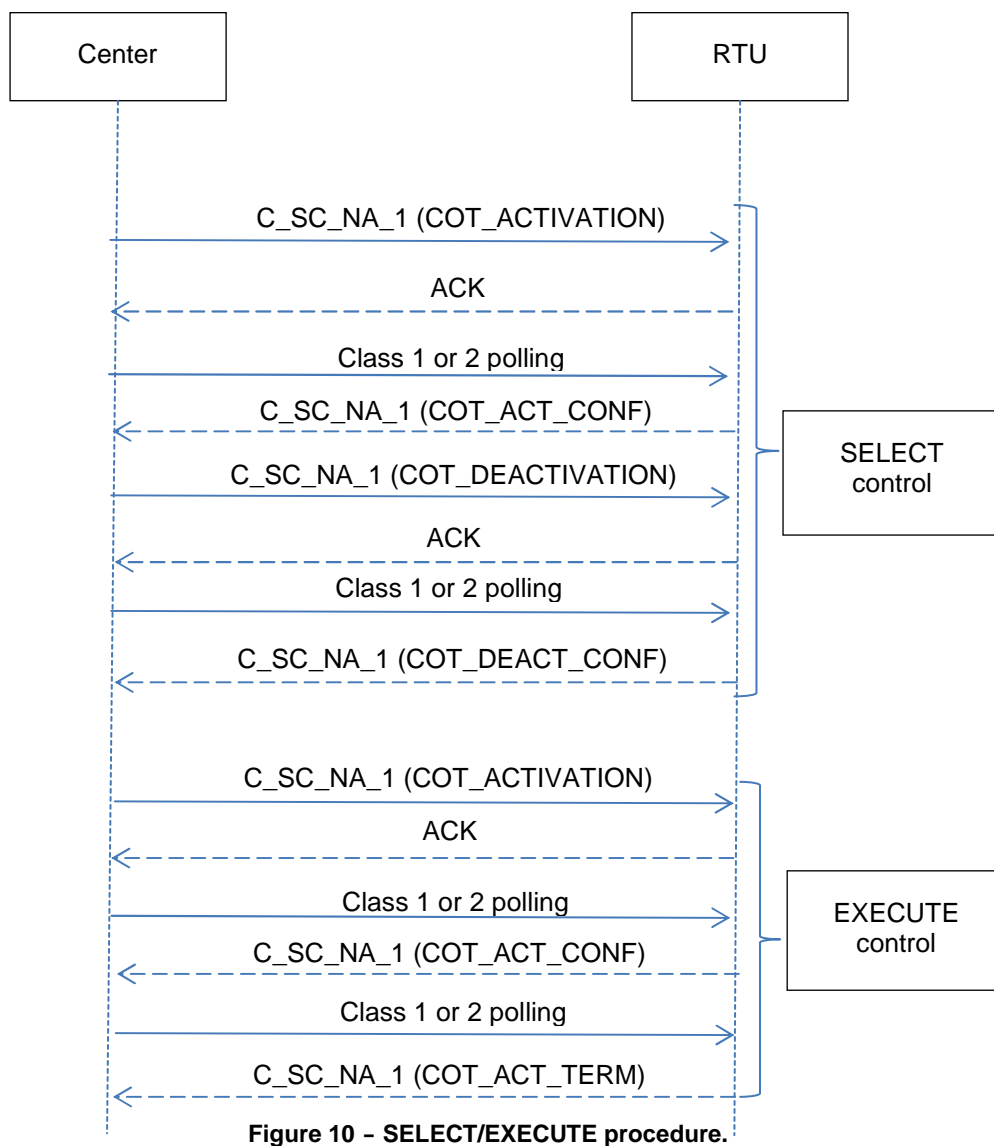 Center
RTU
C_SC_NA_1 (COT_ACTIVATION)
ACK
Class 1 or 2 polling
C_SC_NA_1 (COT_ACT_CONF)
C_SC_NA_1 (COT_DEACTIVATION)
ACK
Class 1 or 2 polling
C_SC_NA_1 (COT_DEACT_CONF)
SELECT
control
C_SC_NA_1 (COT_ACTIVATION)
ACK
Class 1 or 2 polling
C_SC_NA_1 (COT_ACT_CONF)
Class 1 or 2 polling
C_SC_NA_1 (COT_ACT_TERM)
EXECUTE
control
Figure 10 – SELECT/EXECUTE procedure.